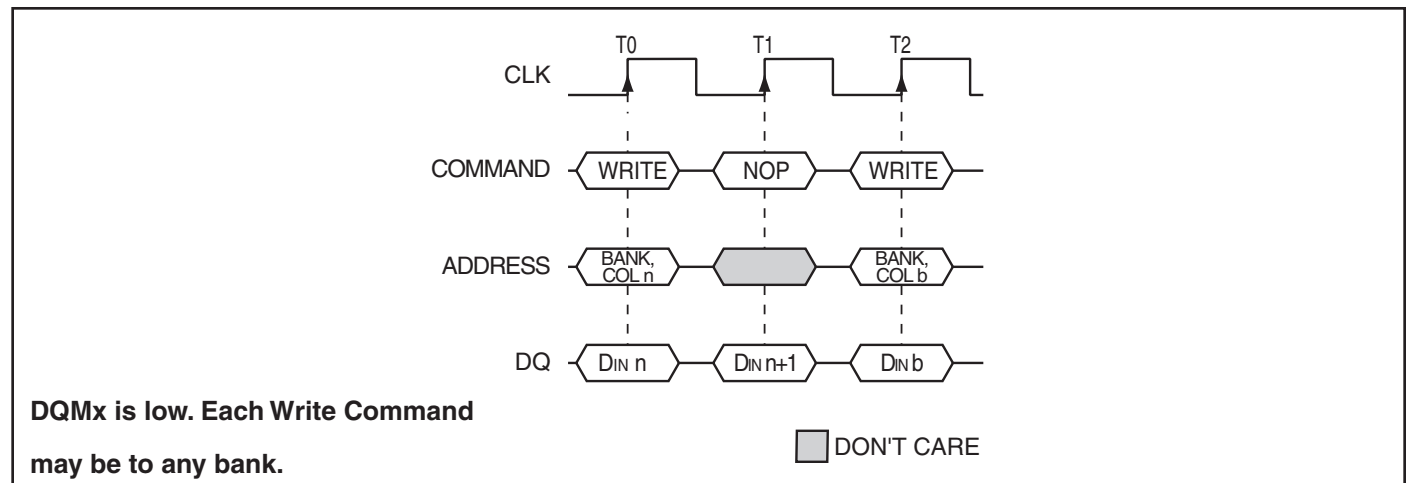 T0 T1 T2
CLK
COMMAND WRITE NOP WRITE
ADDRESS BANK, COL n BANK, COL b
DQ DIN n DIN n+1 DIN b
DQMx is low. Each Write Command
may be to any bank.
DON'T CARE